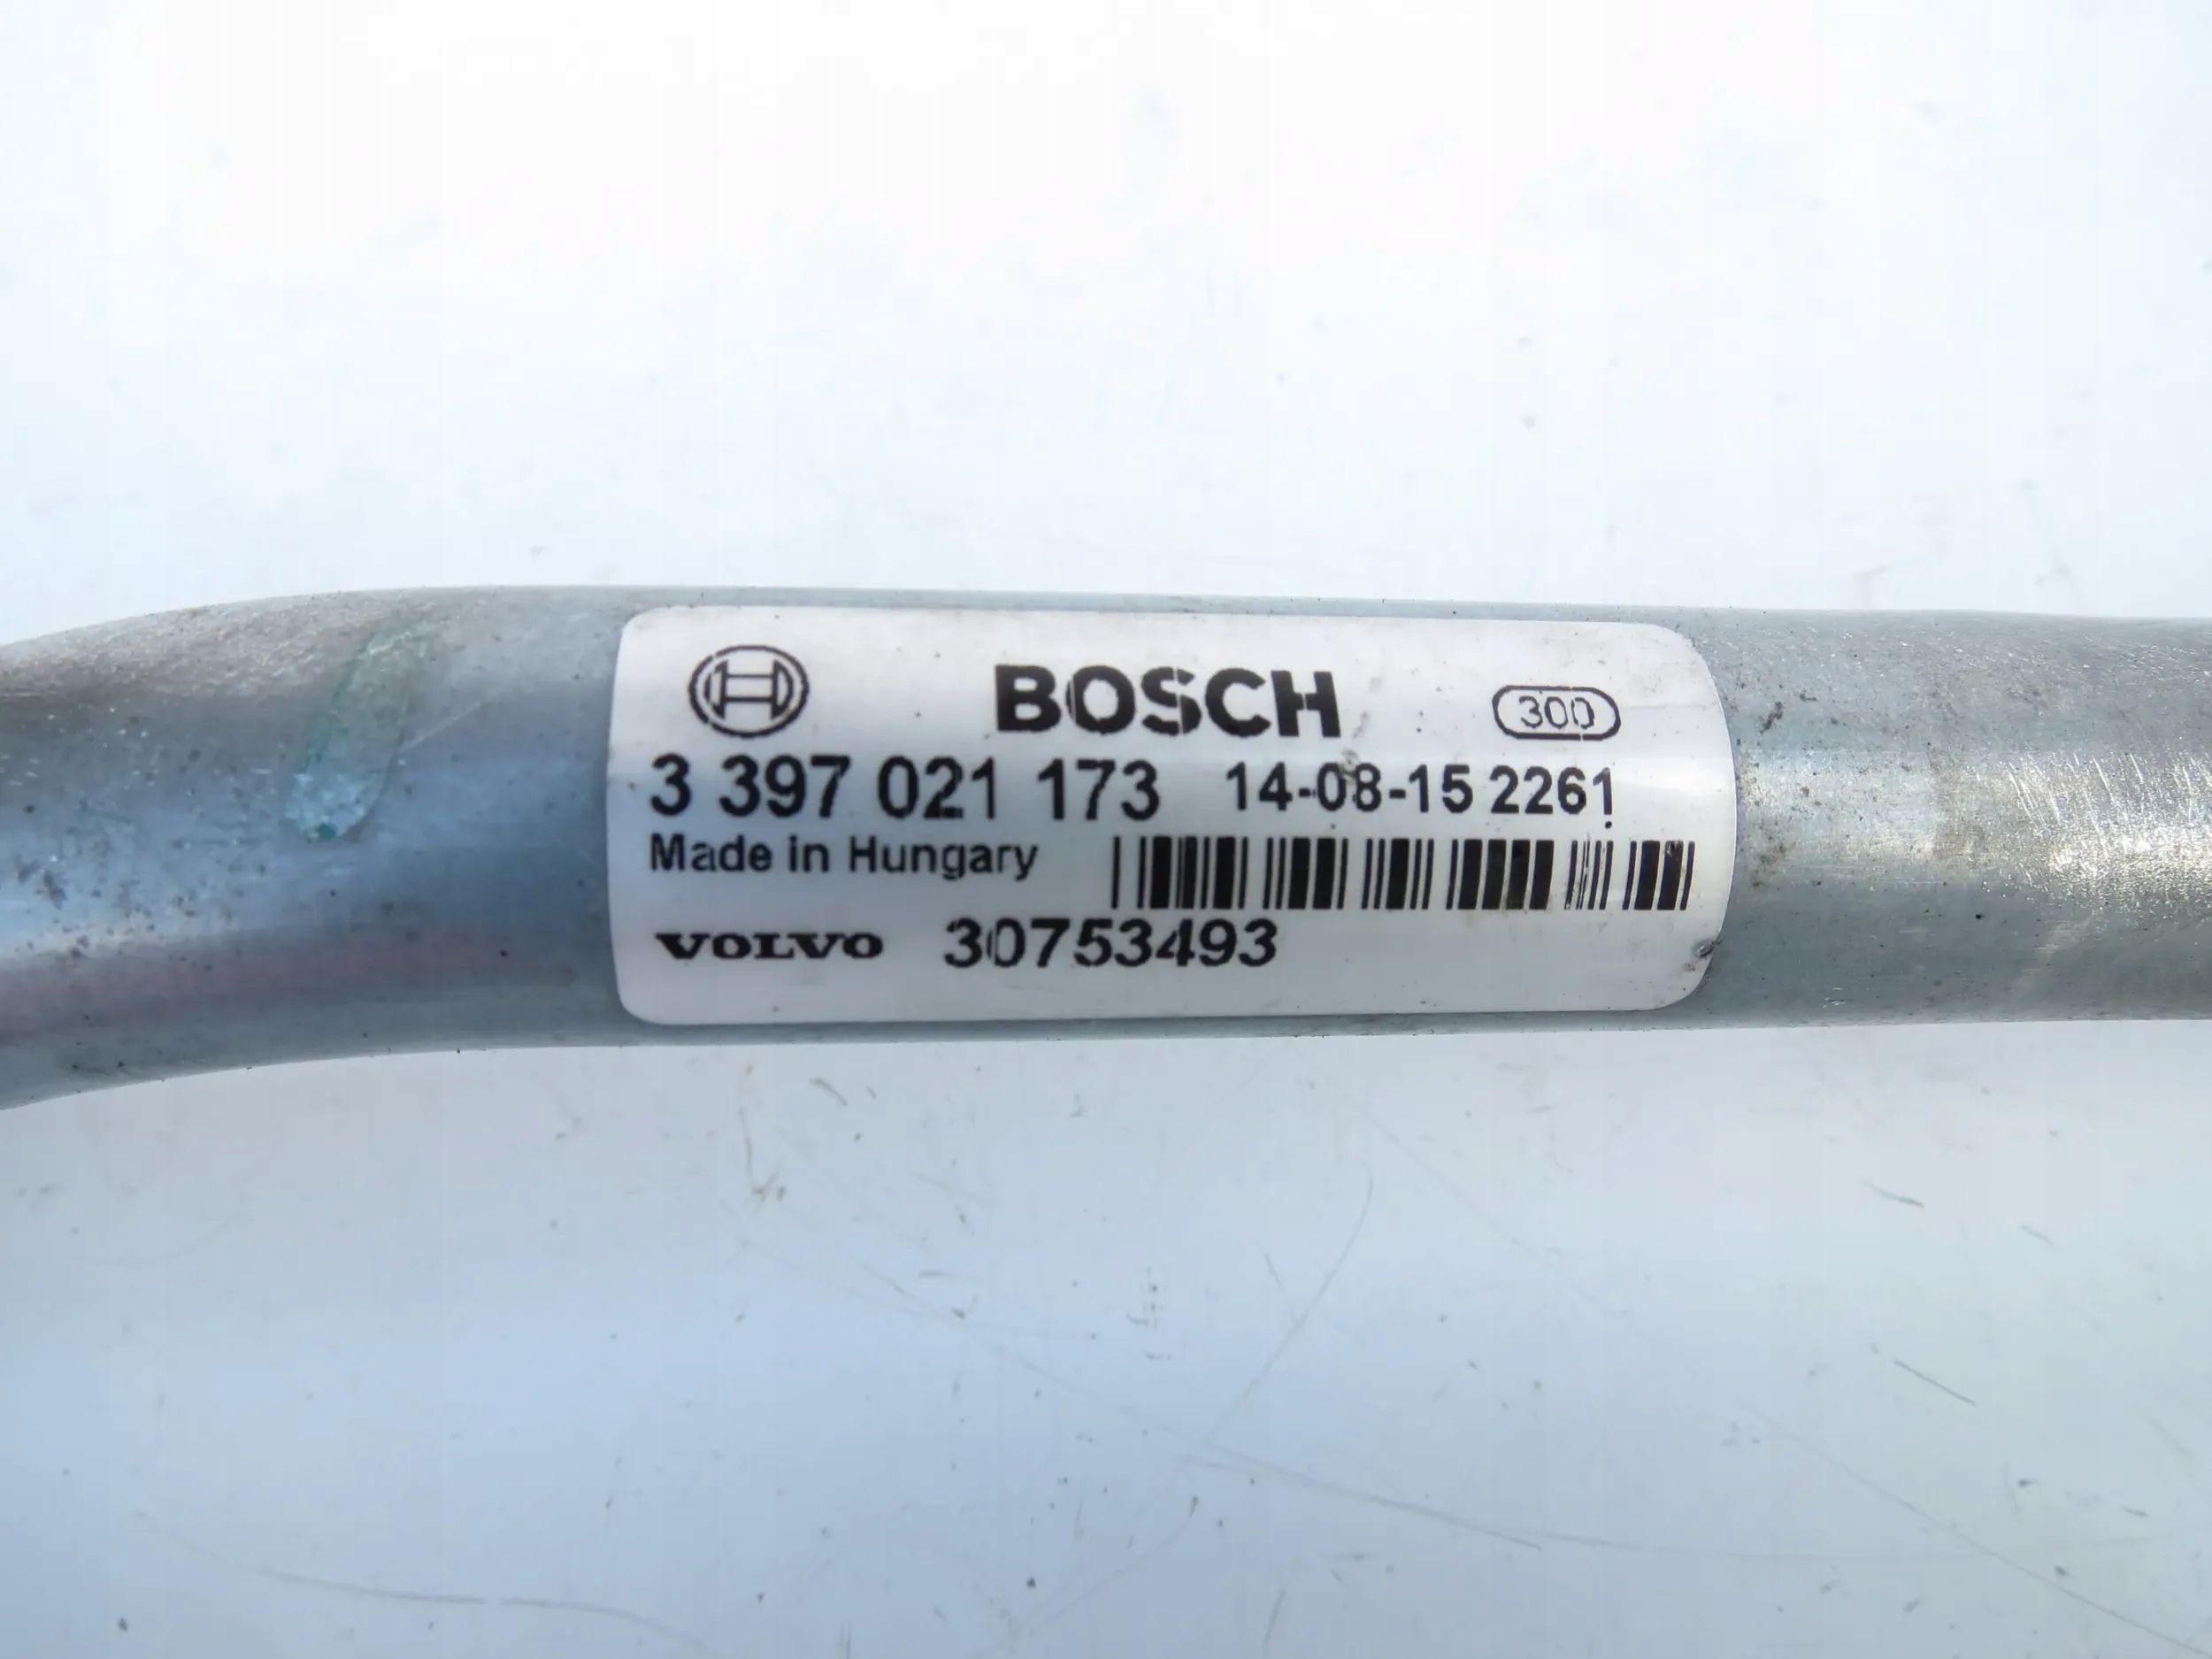 BOSCH 300
3 397 021 173 14-08-15 2261
Made in Hungary
VOLVO 30753493